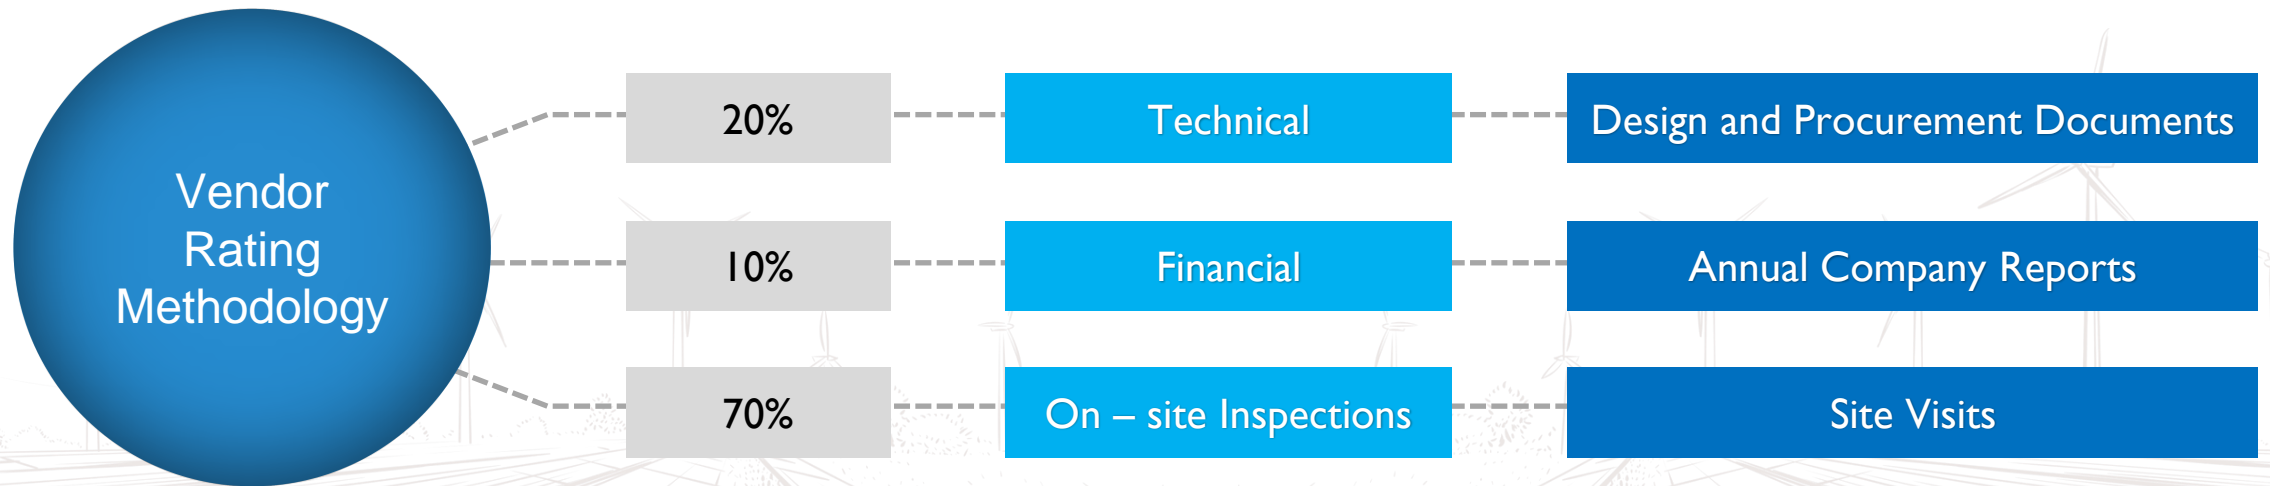 Vendor
Rating
Methodology
20%
Technical
Design and Procurement Documents
10%
Financial
Annual Company Reports
70%
On – site Inspections
Site Visits